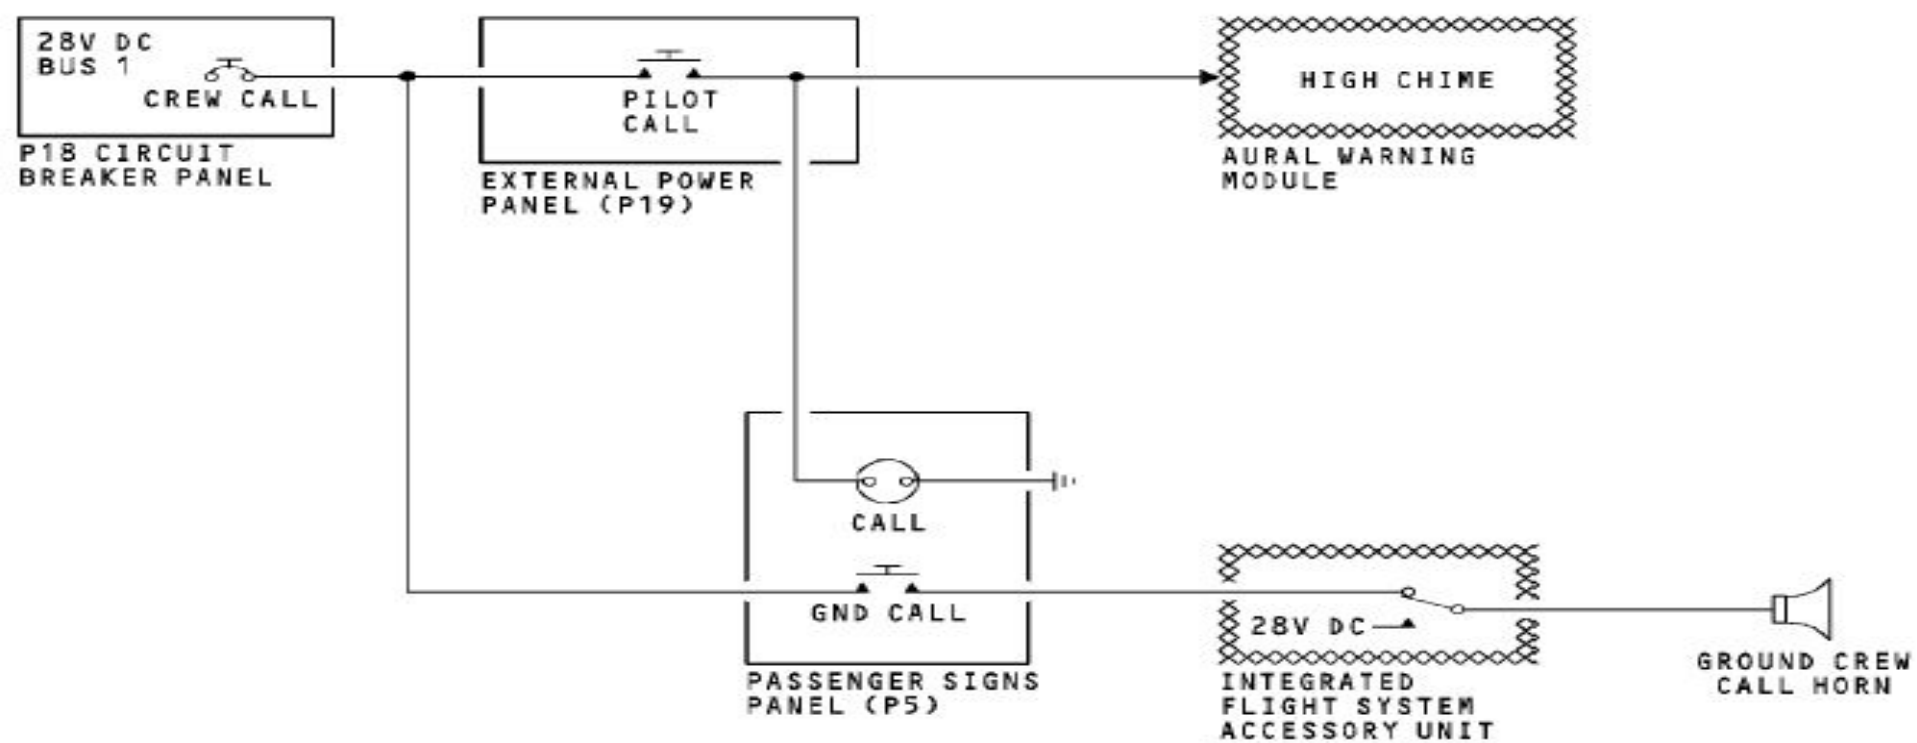 28V DC
BUS 1
CREW CALL
P18 CIRCUIT
BREAKER PANEL
PILOT
CALL
EXTERNAL POWER
PANEL (P19)
HIGH CHIME
AURAL WARNING
MODULE
CALL
GND CALL
PASSENGER SIGNS
PANEL (P5)
28V DC
INTEGRATED
FLIGHT SYSTEM
ACCESSORY UNIT
GROUND CREW
CALL HORN